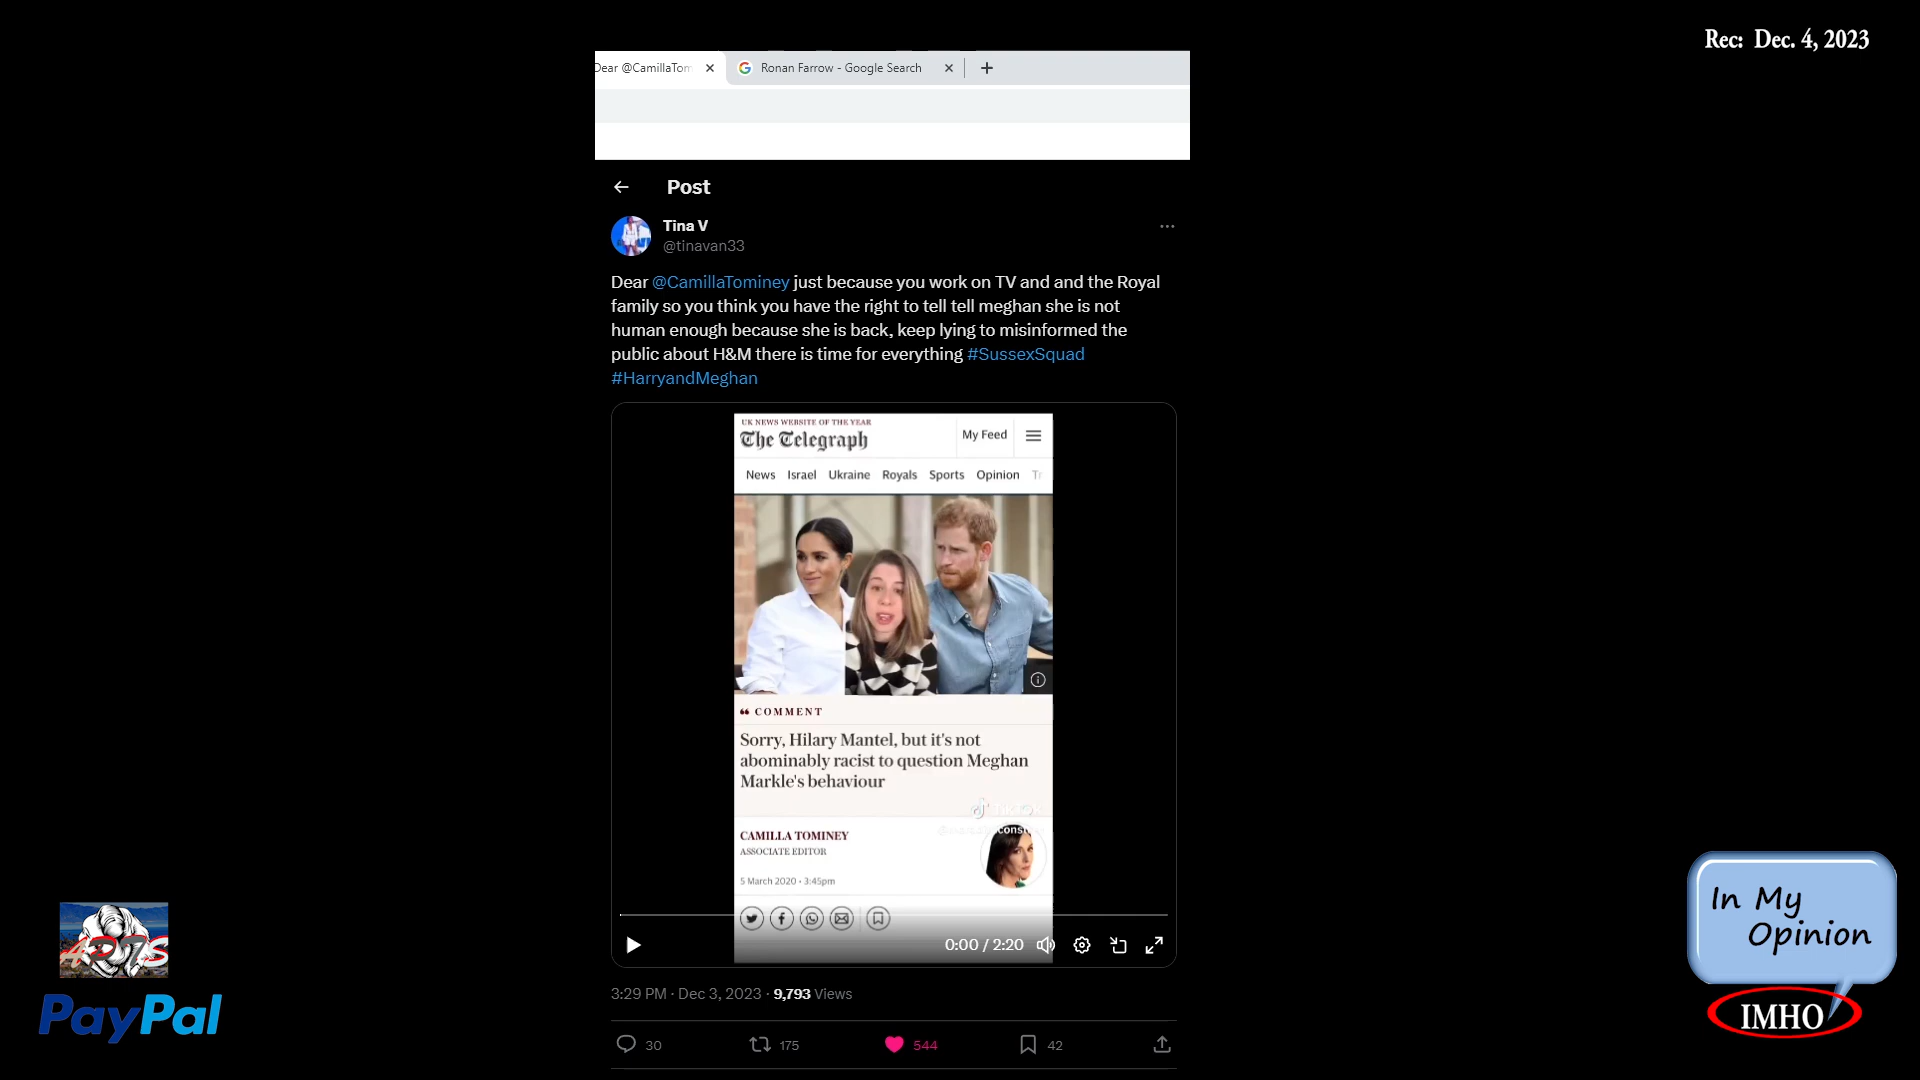 Rec: Dec. 4, 2023
Dear @CamillaTom
Ronan Farrow - Google Search
Post
Tina V
@tinavan33
Dear @CamillaTominey just because you work on TV and and the Royal
family so you think you have the right to tell tell meghan she is not
human enough because she is back, keep lying to misinformed the
public about H&M there is time for everything #SussexSquad
#HarryandMeghan
UK NEWS WEBSITE OF THE YEAR
The Telegraph
My Feed
News Israel Ukraine Royals Sports Opinion Tr
COMMENT
Sorry, Hilary Mantel, but it's not
abominably racist to question Meghan
Markle's behaviour
TikTok
CAMILLA TOMINEY
ASSOCIATE EDITOR
5 March 2020 • 3:45pm
0:00 / 2:20
3:29 PM · Dec 3, 2023 · 9,793 Views
30 175 544 42
PayPal
In My
Opinion
IMHO